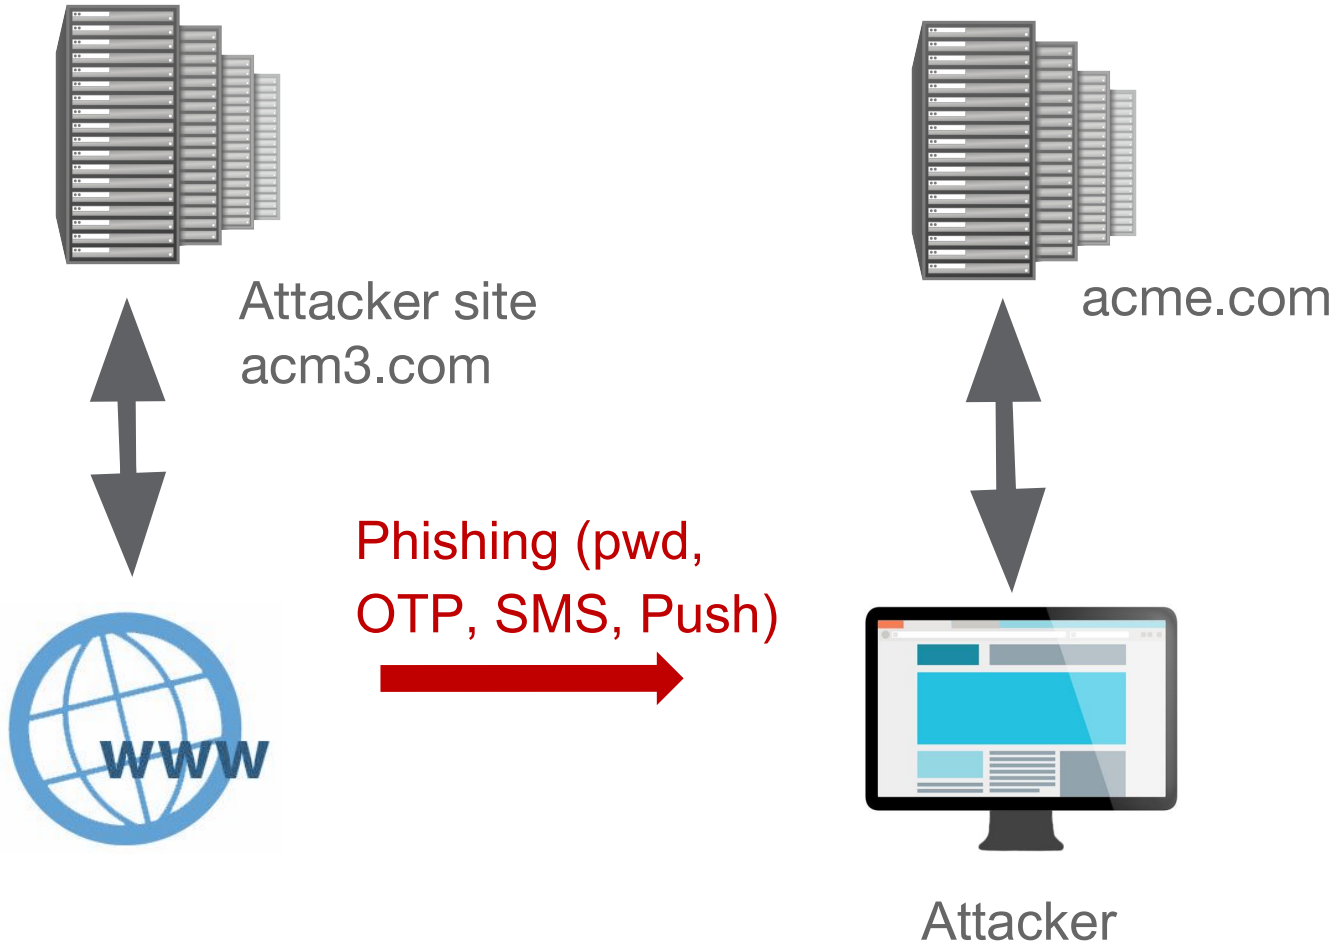 Attacker site
acm3.com
acme.com
Phishing (pwd,
OTP, SMS, Push)
www
Attacker